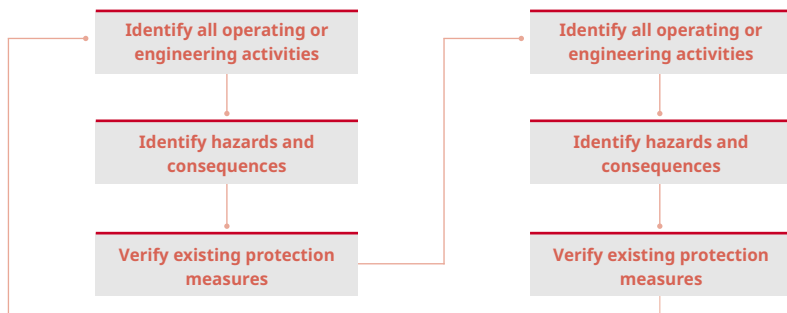 Identify all operating or
engineering activities
Identify hazards and
consequences
Verify existing protection
measures
Identify all operating or
engineering activities
Identify hazards and
consequences
Verify existing protection
measures